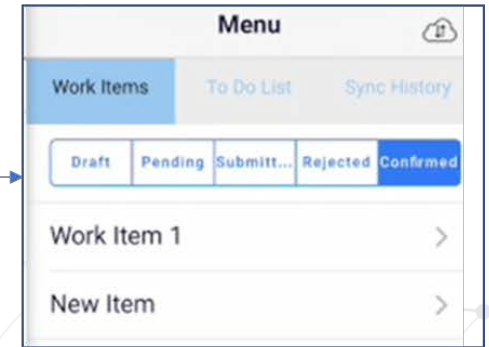 Menu
Work Items To Do List Sync History
Draft Pending Submitt... Rejected Confirmed
Work Item 1
New Item